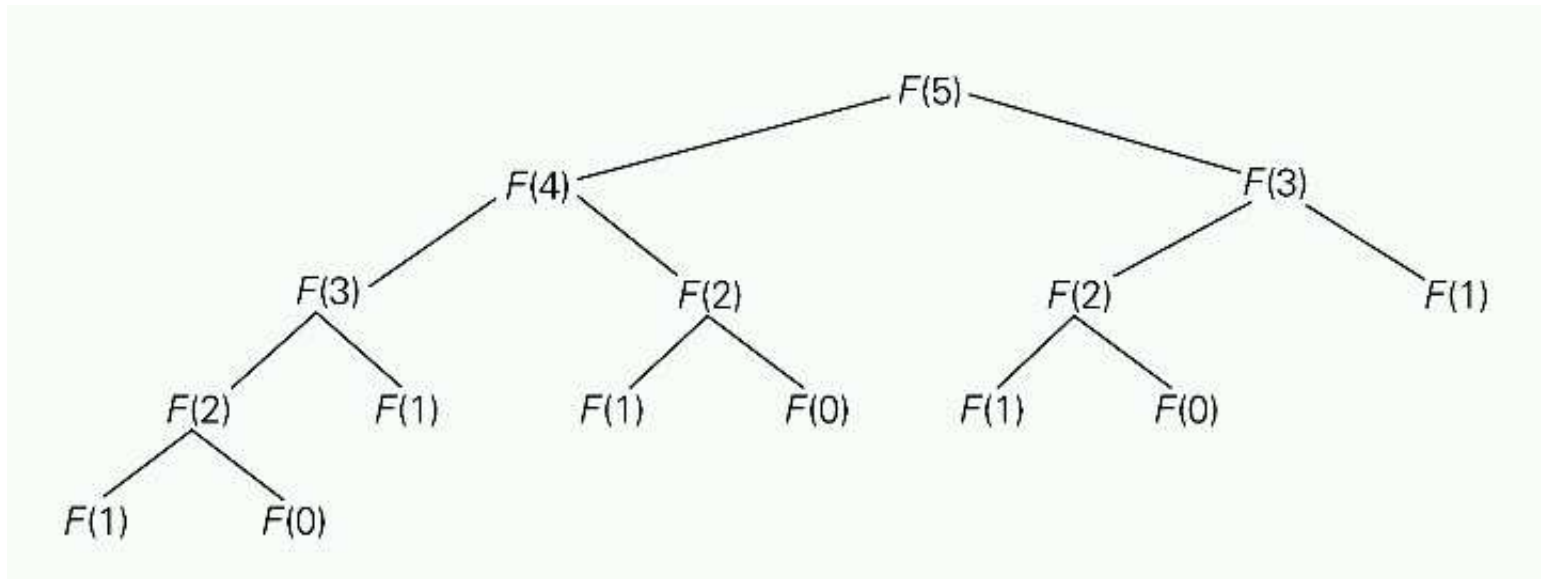 F(5)
F(4) F(3)
F(3) F(2) F(2) F(1)
F(2) F(1) F(1) F(0) F(1) F(0)
F(1) F(0)